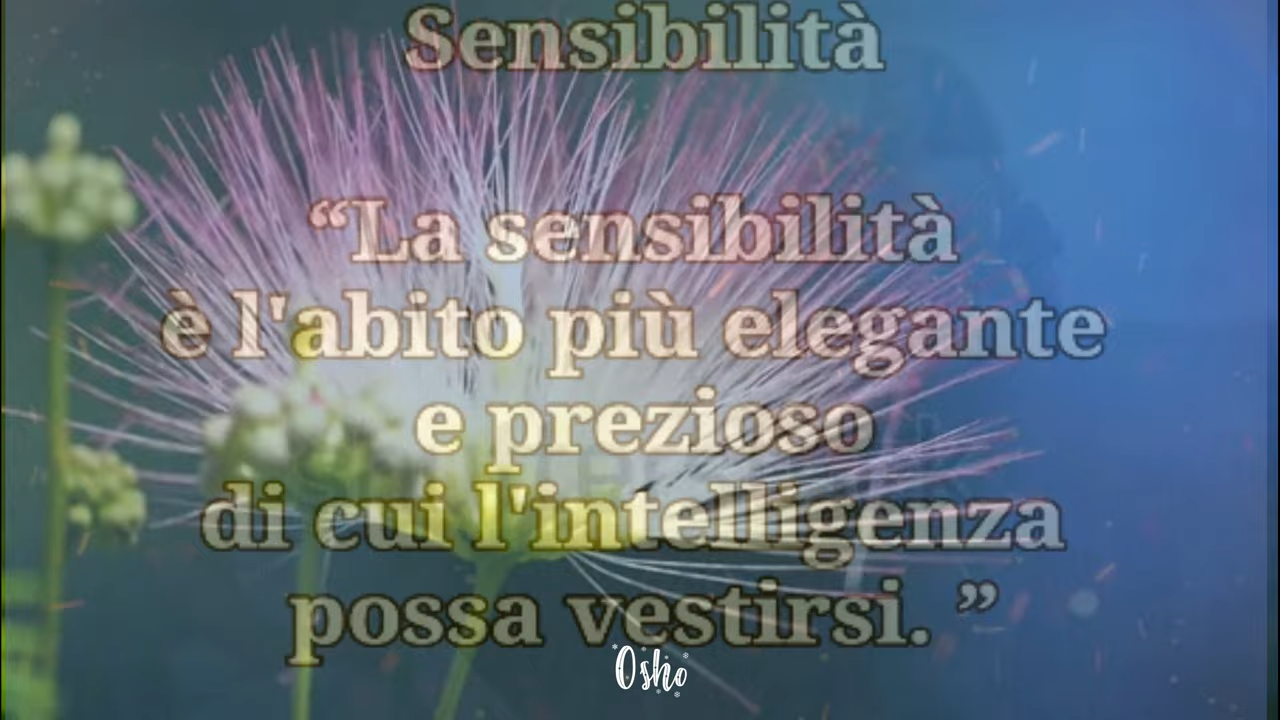 Sensibilità
“La sensibilità
è l'abito più elegante
e prezioso
di cui l'intelligenza
possa vestirsi. ”
Osho